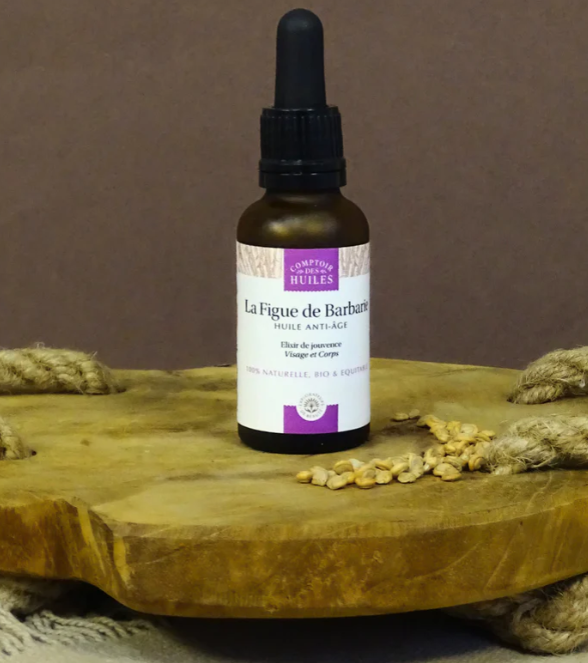 COMPTOIR
DES
HUILES
La Figue de Barbarie
HUILE ANTI-ÂGE
Elixir de jouvence
Visage et Corps
100% NATURELLE, BIO & EQUITABLE